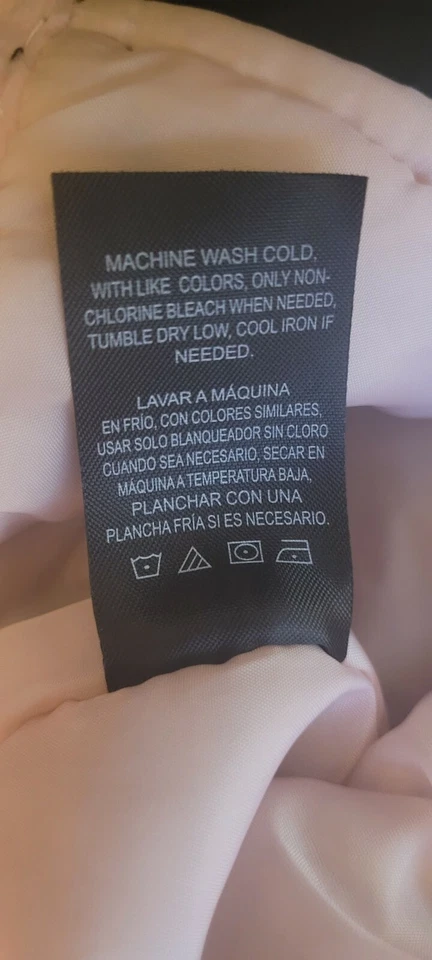 MACHINE WASH COLD,
WITH LIKE COLORS, ONLY NON-
CHLORINE BLEACH WHEN NEEDED,
TUMBLE DRY LOW, COOL IRON IF
NEEDED.
LAVAR A MÁQUINA
EN FRÍO, CON COLORES SIMILARES,
USAR SOLO BLANQUEADOR SIN CLORO
CUANDO SEA NECESARIO, SECAR EN
MÁQUINA A TEMPERATURA BAJA,
PLANCHAR CON UNA
PLANCHA FRÍA SI ES NECESARIO.